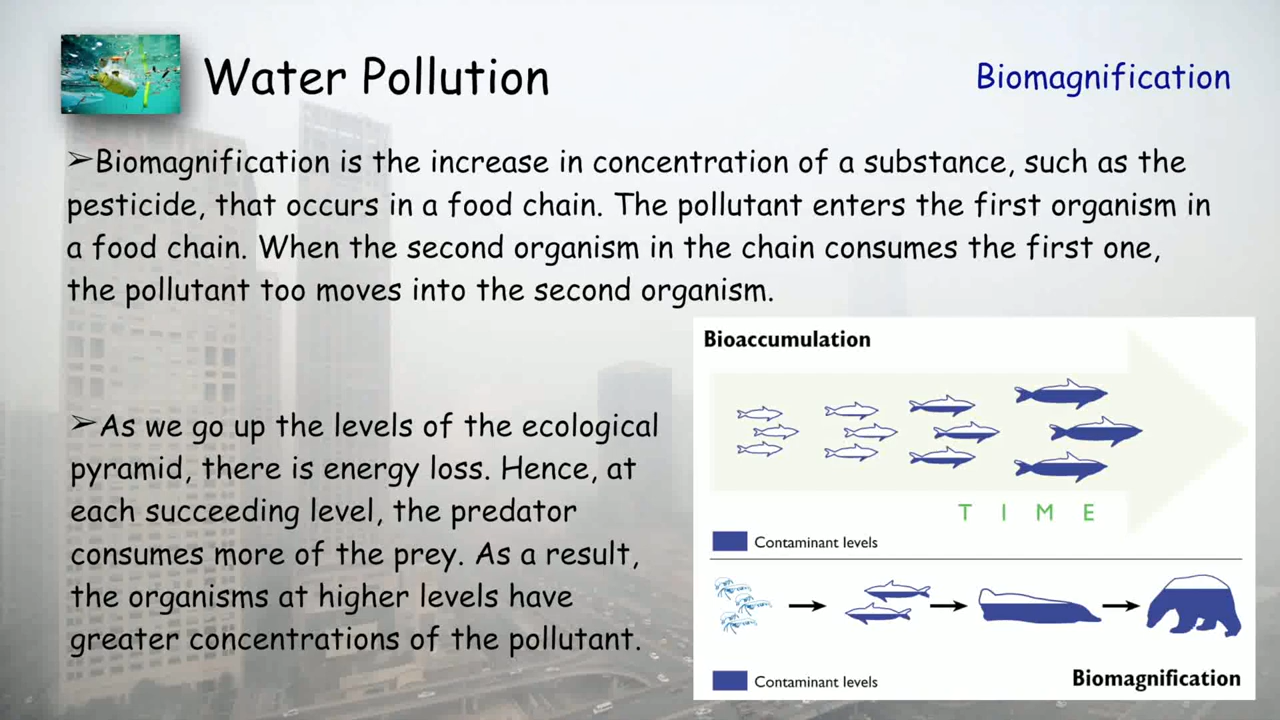 Water Pollution
Biomagnification
➢Biomagnification is the increase in concentration of a substance, such as the
pesticide, that occurs in a food chain. The pollutant enters the first organism in
a food chain. When the second organism in the chain consumes the first one,
the pollutant too moves into the second organism.
➢As we go up the levels of the ecological
pyramid, there is energy loss. Hence, at
each succeeding level, the predator
consumes more of the prey. As a result,
the organisms at higher levels have
greater concentrations of the pollutant.
Bioaccumulation
TIME
Contaminant levels
Contaminant levels
Biomagnification